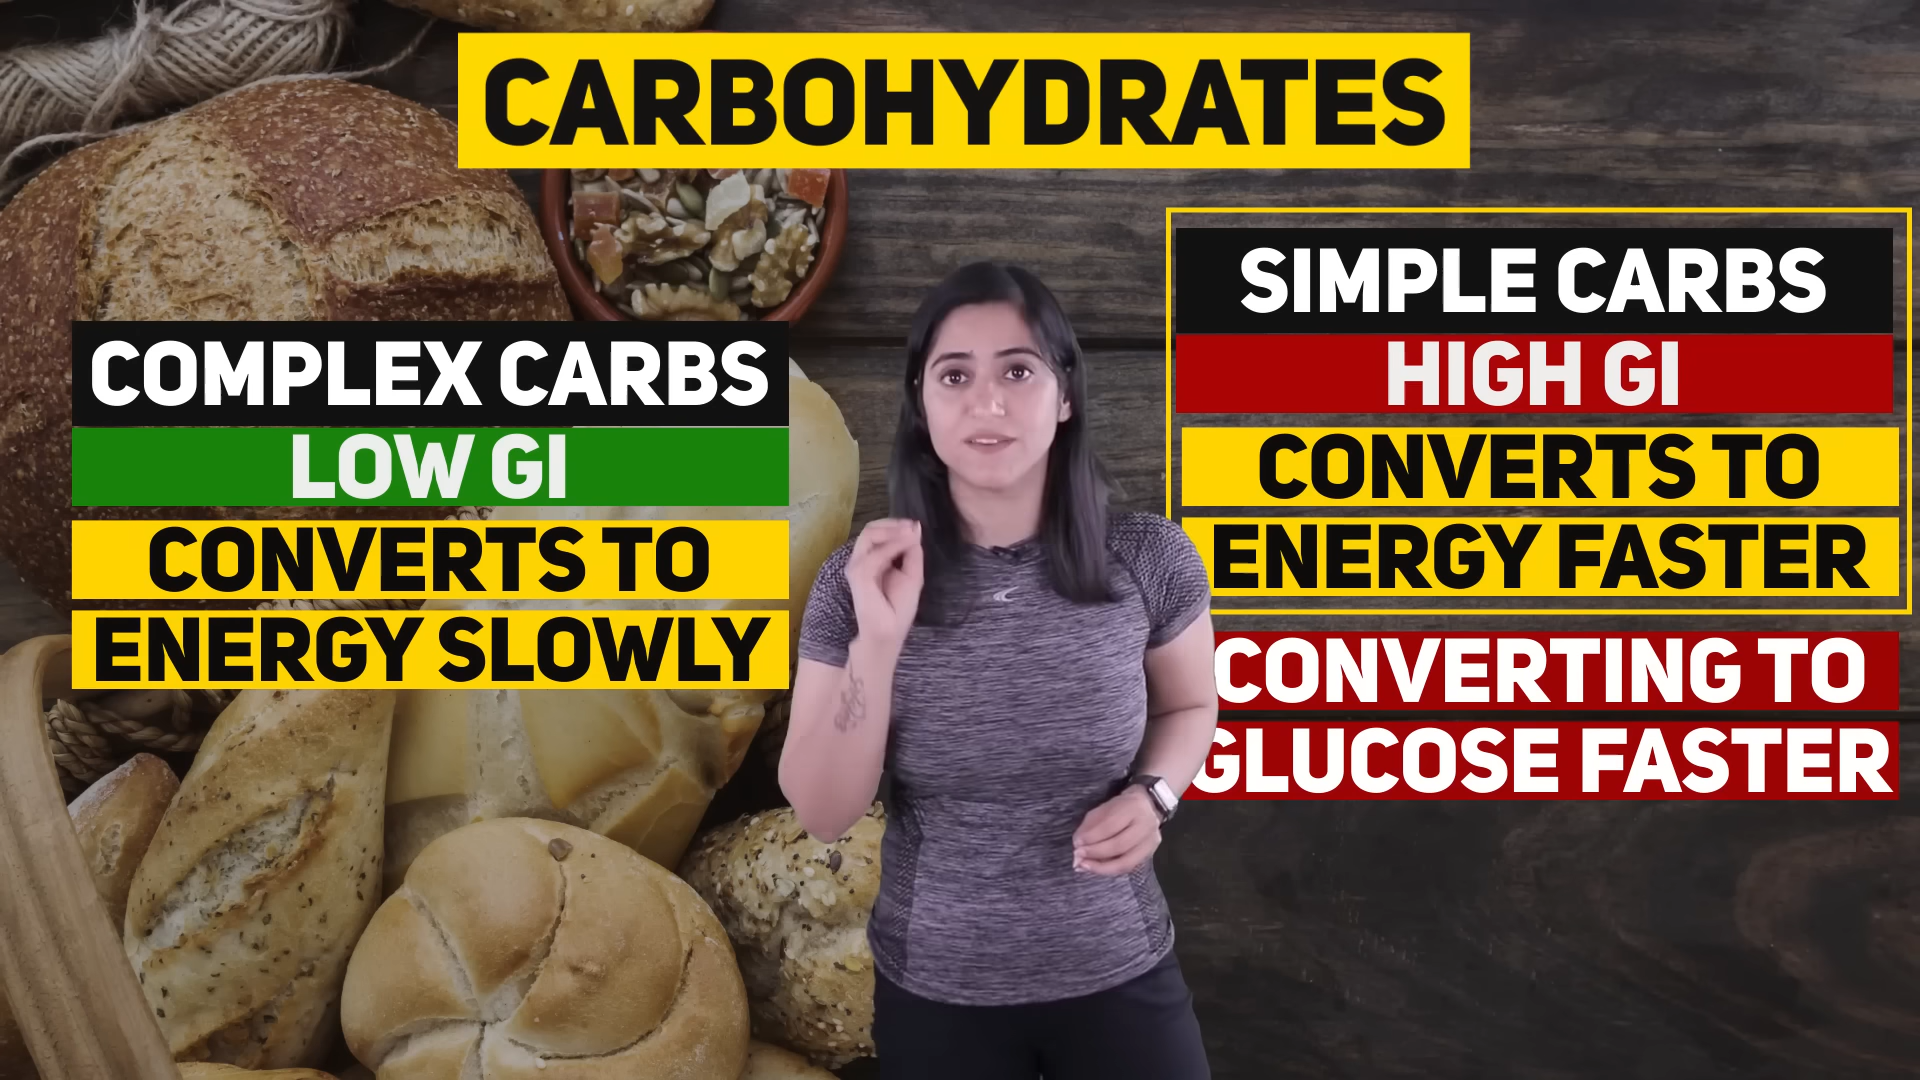 CARBOHYDRATES
COMPLEX CARBS
LOW GI
CONVERTS TO
ENERGY SLOWLY
SIMPLE CARBS
HIGH GI
CONVERTS TO
ENERGY FASTER
CONVERTING TO
GLUCOSE FASTER